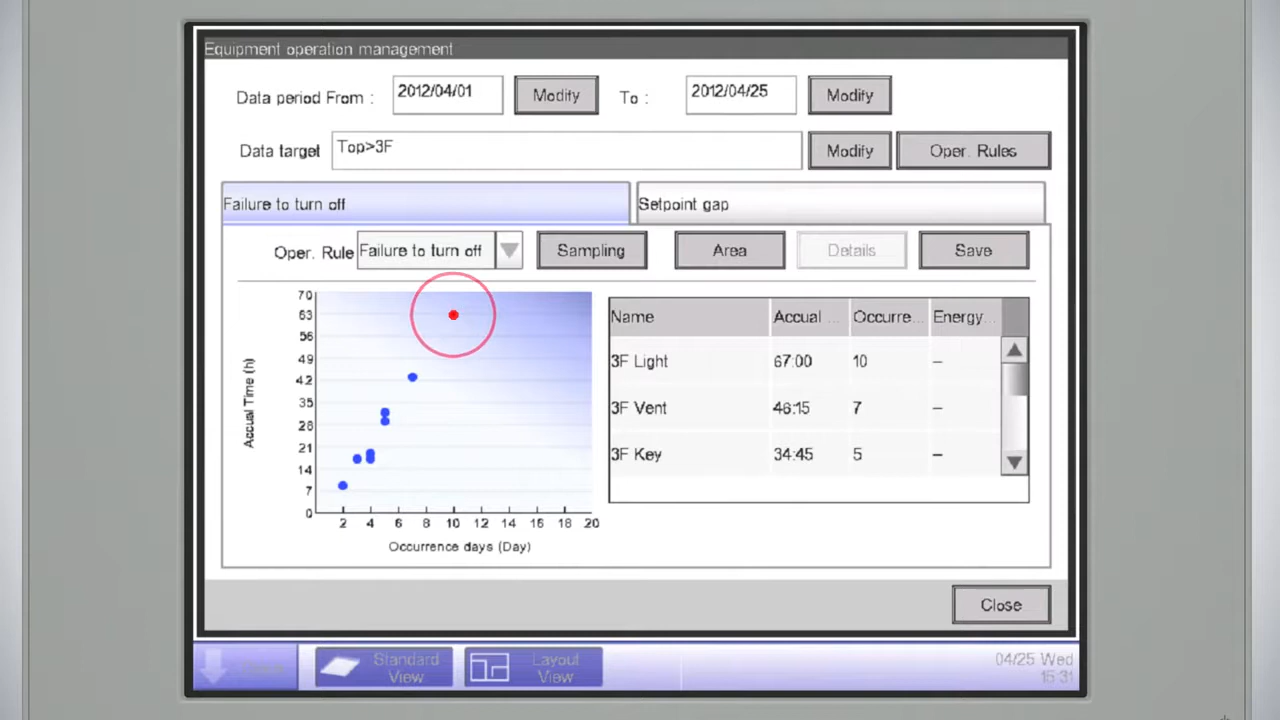 Equipment operation management
Data period From : 2012/04/01 Modify To : 2012/04/25 Modify
Data target Top>3F Modify Oper. Rules
Failure to turn off Setpoint gap
Oper. Rule Failure to turn off Sampling Area Details Save
Accual Time (h)
70
63
56
49
42
35
28
21
14
7
0
2 4 6 8 10 12 14 16 18 20
Occurrence days (Day)
Name Accual ... Occurre... Energy...
3F Light 67:00 10 –
3F Vent 46:15 7 –
3F Key 34:45 5 –
Close
Standard View
Layout View
04/25 Wed
15:31